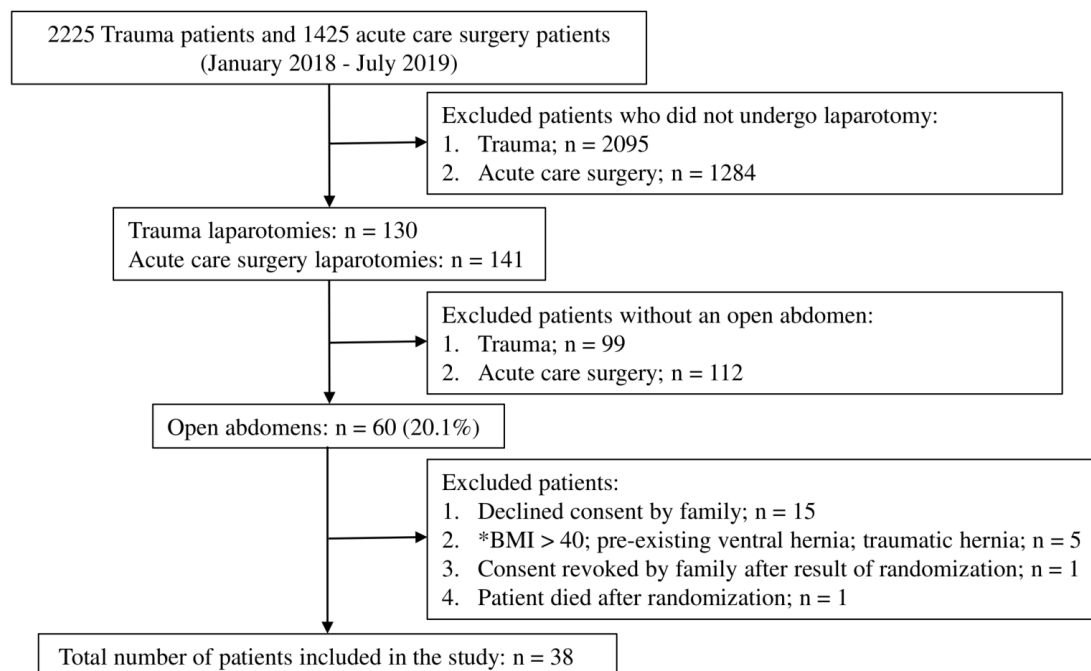 2225 Trauma patients and 1425 acute care surgery patients
(January 2018 - July 2019)
Excluded patients who did not undergo laparotomy:
1. Trauma; n = 2095
2. Acute care surgery; n = 1284
Trauma laparotomies: n = 130
Acute care surgery laparotomies: n = 141
Excluded patients without an open abdomen:
1. Trauma; n = 99
2. Acute care surgery; n = 112
Open abdomens: n = 60 (20.1%)
Excluded patients:
1. Declined consent by family; n = 15
2. *BMI > 40; pre-existing ventral hernia; traumatic hernia; n = 5
3. Consent revoked by family after result of randomization; n = 1
4. Patient died after randomization; n = 1
Total number of patients included in the study: n = 38